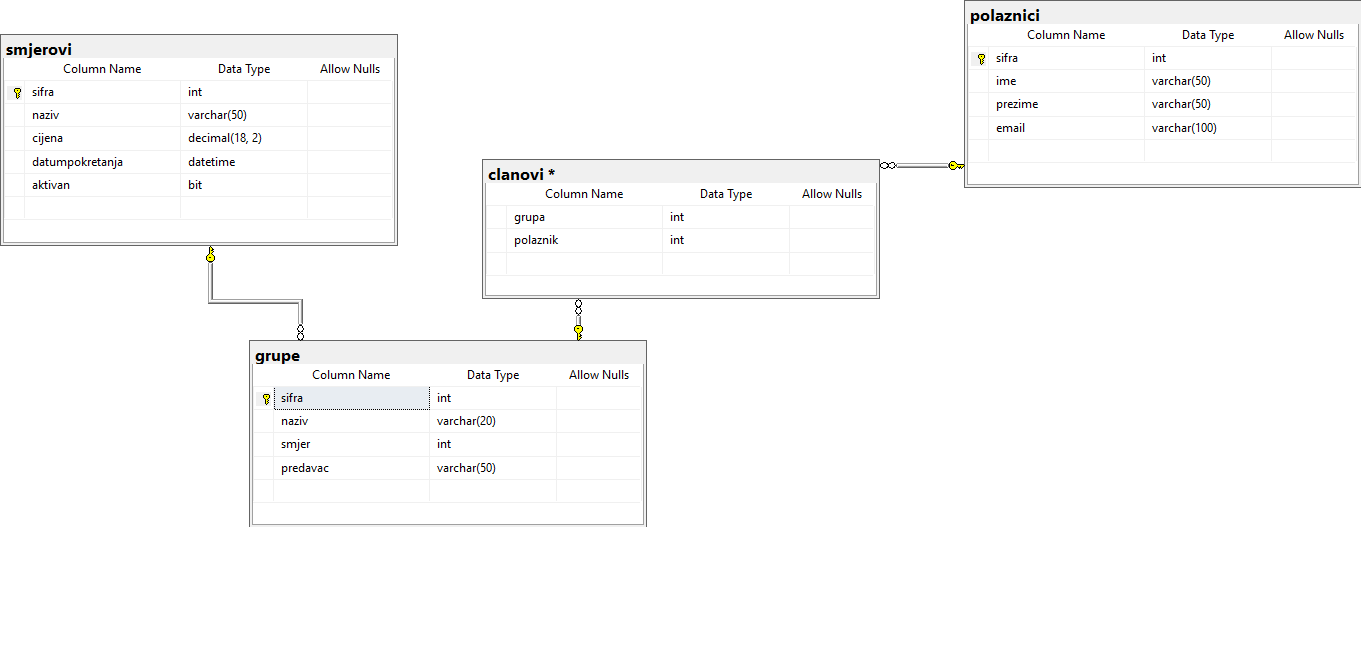 smjerovi
Column Name Data Type Allow Nulls
sifra int
naziv varchar(50)
cijena decimal(18, 2)
datumpokretanja datetime
aktivan bit
polaznici
Column Name Data Type Allow Nulls
sifra int
ime varchar(50)
prezime varchar(50)
email varchar(100)
clanovi *
Column Name Data Type Allow Nulls
grupa int
polaznik int
grupe
Column Name Data Type Allow Nulls
sifra int
naziv varchar(20)
smjer int
predavac varchar(50)